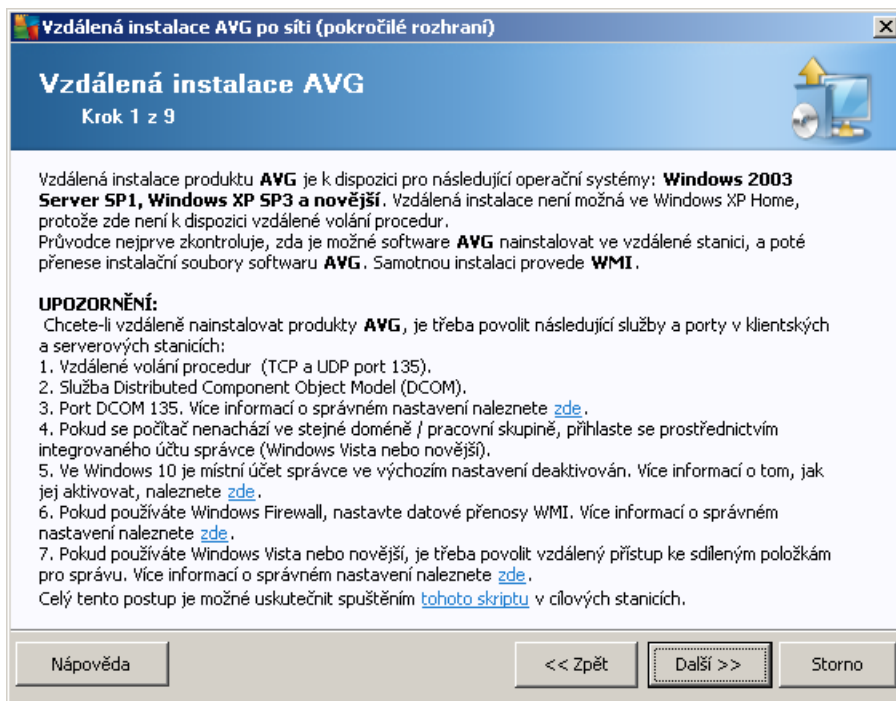 Vzdálená instalace AVG po síti (pokročilé rozhraní)
Vzdálená instalace AVG
Krok 1 z 9
Vzdálená instalace produktu AVG je k dispozici pro následující operační systémy: Windows 2003
Server SP1, Windows XP SP3 a novější. Vzdálená instalace není možná ve Windows XP Home,
protože zde není k dispozici vzdálené volání procedur.
Průvodce nejprve zkontroluje, zda je možné software AVG nainstalovat ve vzdálené stanici, a poté
přenese instalační soubory softwaru AVG. Samotnou instalaci provede WMI.
UPOZORNĚNÍ:
Chcete-li vzdáleně nainstalovat produkty AVG, je třeba povolit následující služby a porty v klientských
a serverových stanicích:
1. Vzdálené volání procedur (TCP a UDP port 135).
2. Služba Distributed Component Object Model (DCOM).
3. Port DCOM 135. Více informací o správném nastavení naleznete zde.
4. Pokud se počítač nenachází ve stejné doméně / pracovní skupině, přihlaste se prostřednictvím
integrovaného účtu správce (Windows Vista nebo novější).
5. Ve Windows 10 je místní účet správce ve výchozím nastavení deaktivován. Více informací o tom, jak
jej aktivovat, naleznete zde.
6. Pokud používáte Windows Firewall, nastavte datové přenosy WMI. Více informací o správném
nastavení naleznete zde.
7. Pokud používáte Windows Vista nebo novější, je třeba povolit vzdálený přístup ke sdíleným položkám
pro správu. Více informací o správném nastavení naleznete zde.
Celý tento postup je možné uskutečnit spuštěním tohoto skriptu v cílových stanicích.
Nápověda
<< Zpět
Další >>
Storno